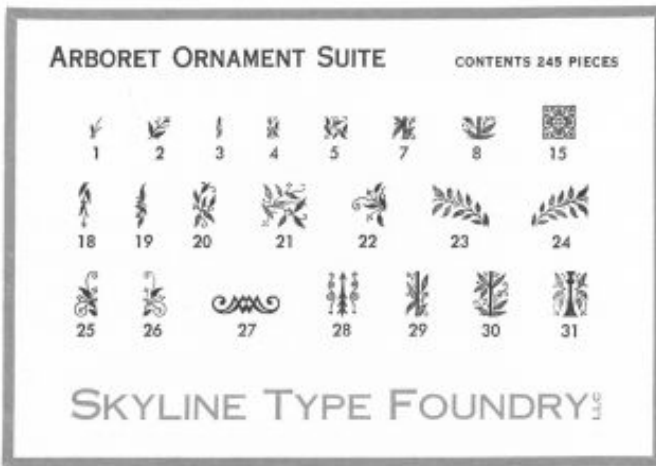 ARBORET ORNAMENT SUITE CONTENTS 245 PIECES
1 2 3 4 5 7 8 15
18 19 20 21 22 23 24
25 26 27 28 29 30 31
SKYLINE TYPE FOUNDRY LLC